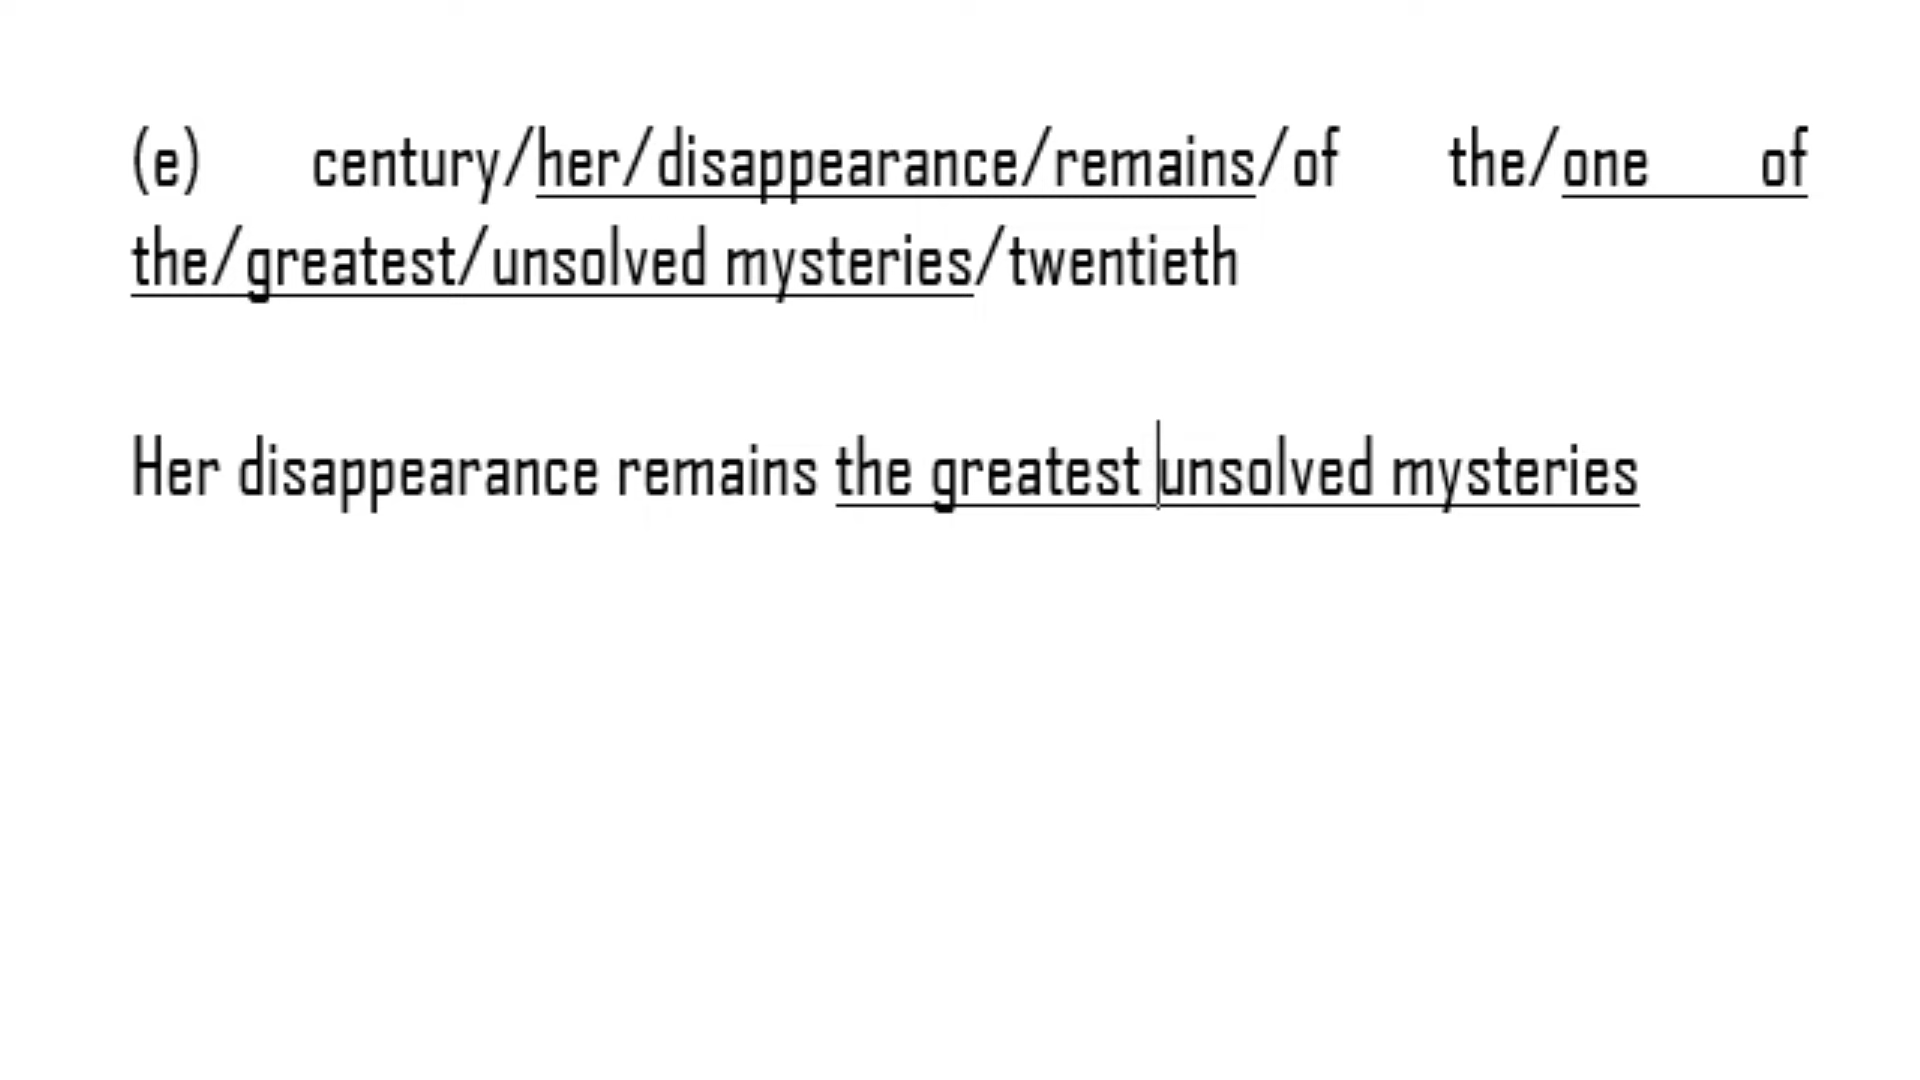 (e) century/her/disappearance/remains/of the/one of
the/greatest/unsolved mysteries/twentieth
Her disappearance remains the greatest unsolved mysteries